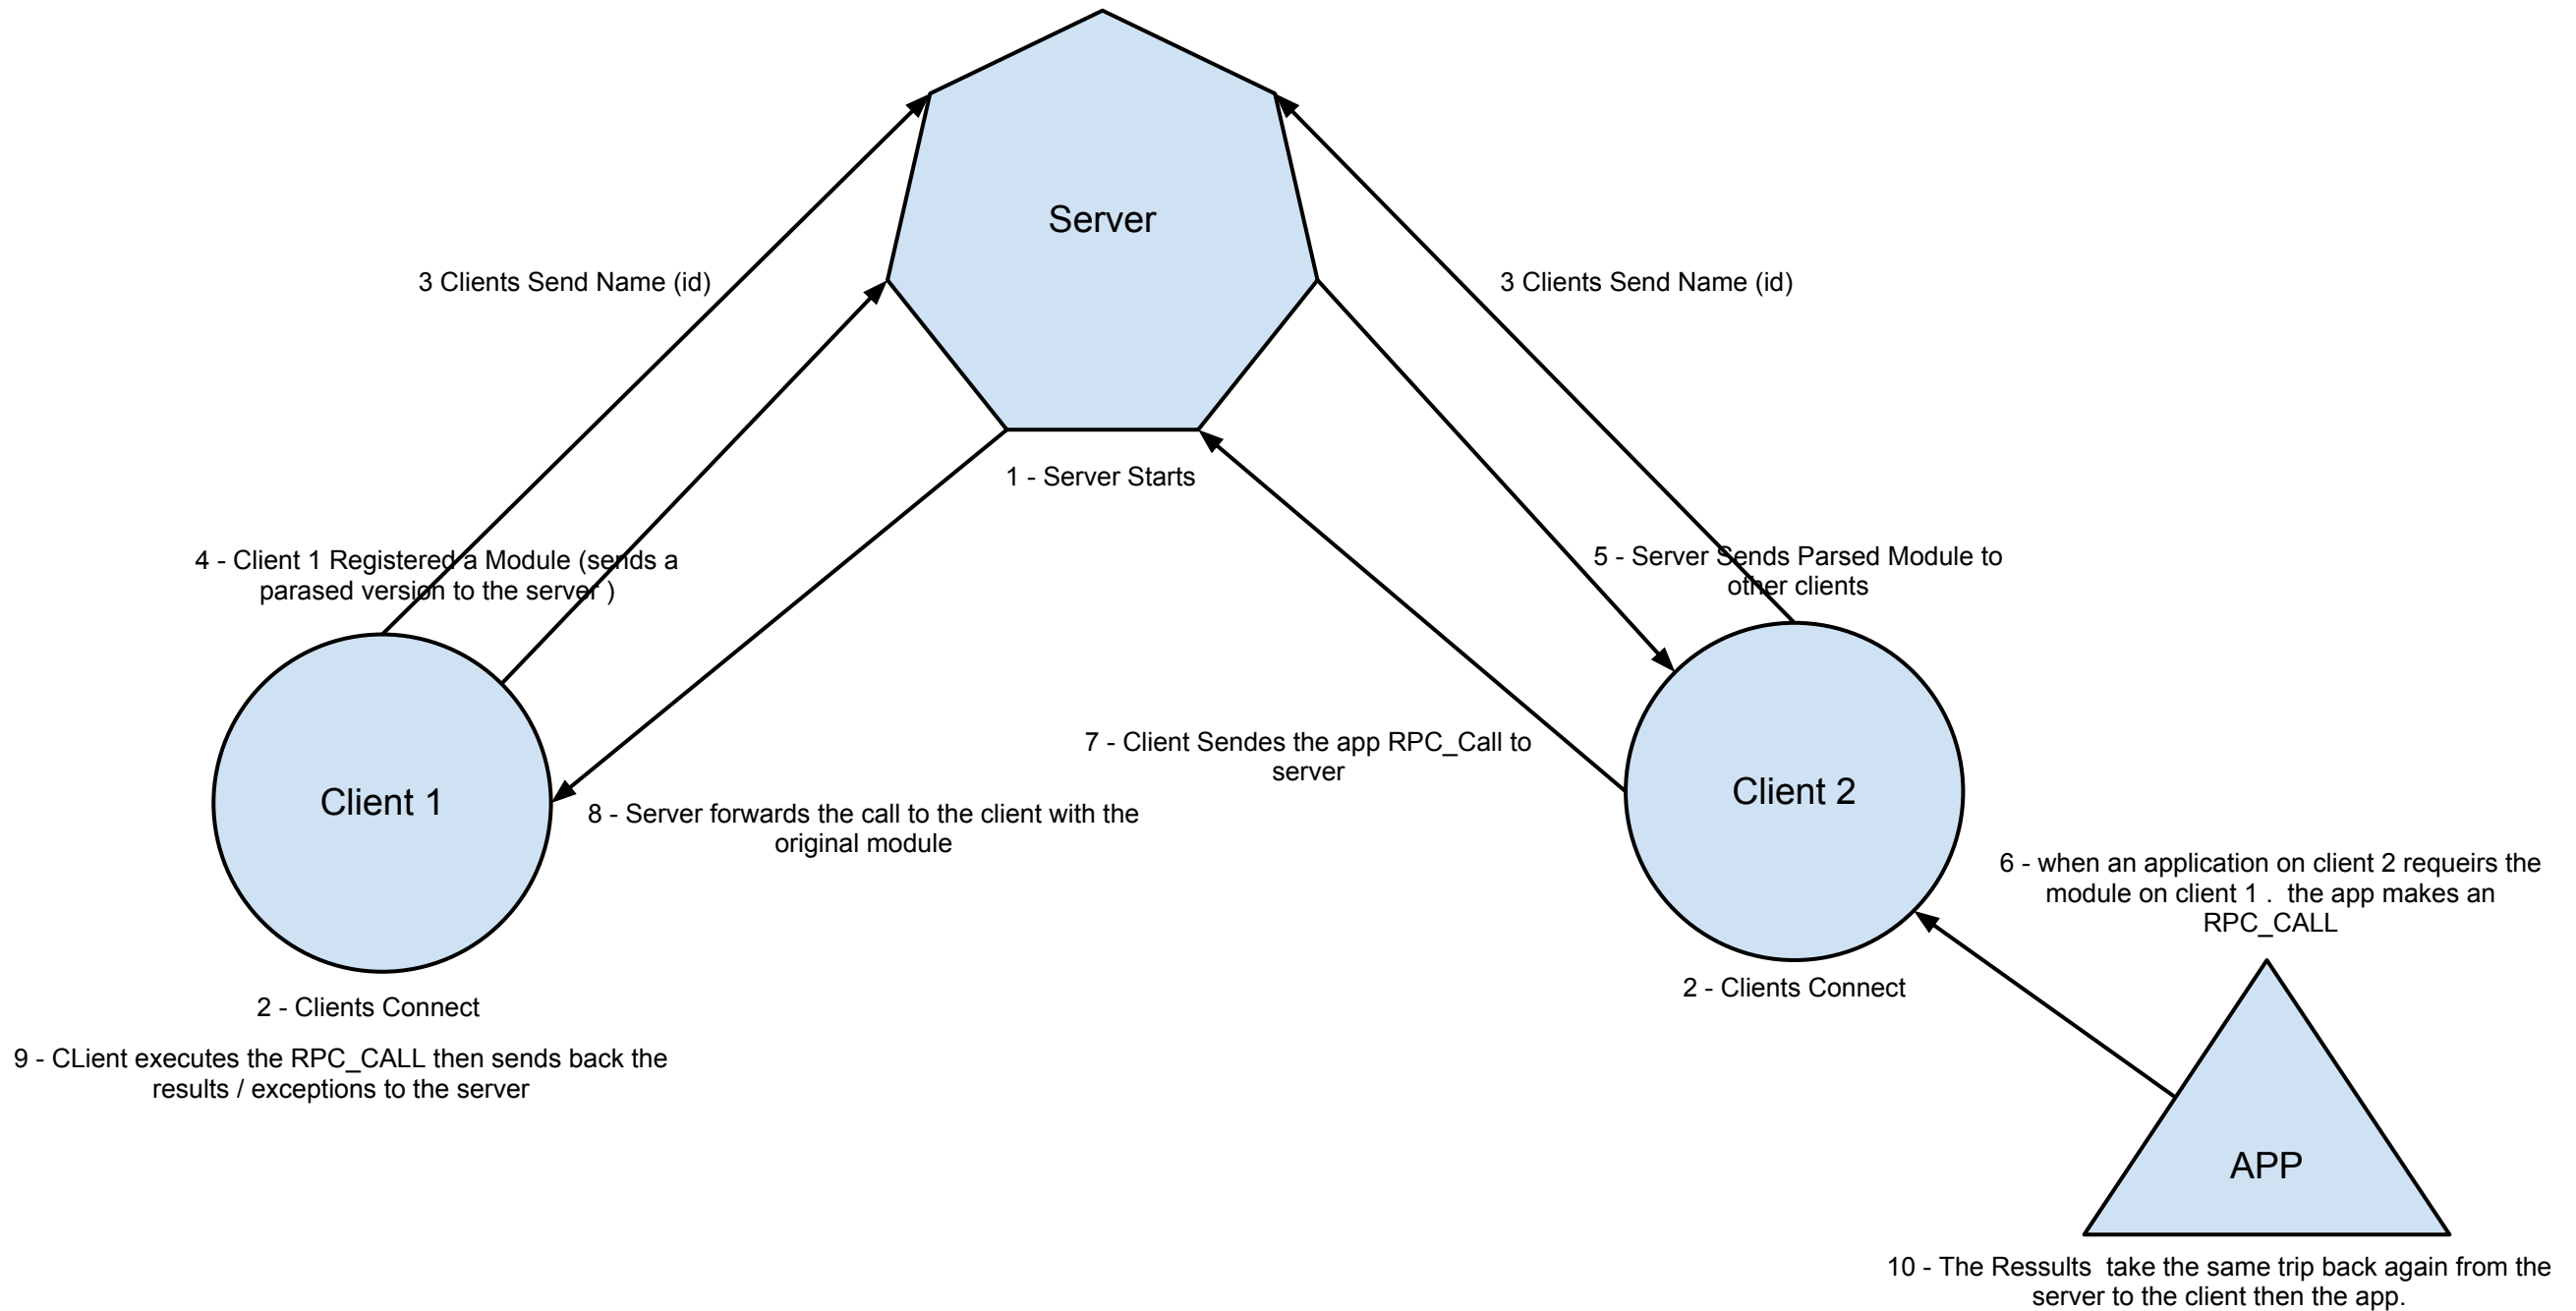 Server
3 Clients Send Name (id)
3 Clients Send Name (id)
1 - Server Starts
4 - Client 1 Registered a Module (sends a
parased version to the server )
5 - Server Sends Parsed Module to
other clients
7 - Client Sendes the app RPC_Call to
server
Client 1
Client 2
8 - Server forwards the call to the client with the
original module
6 - when an application on client 2 requeirs the
module on client 1 .  the app makes an
RPC_CALL
2 - Clients Connect
2 - Clients Connect
9 - CLient executes the RPC_CALL then sends back the
results / exceptions to the server
APP
10 - The Ressults  take the same trip back again from the
server to the client then the app.